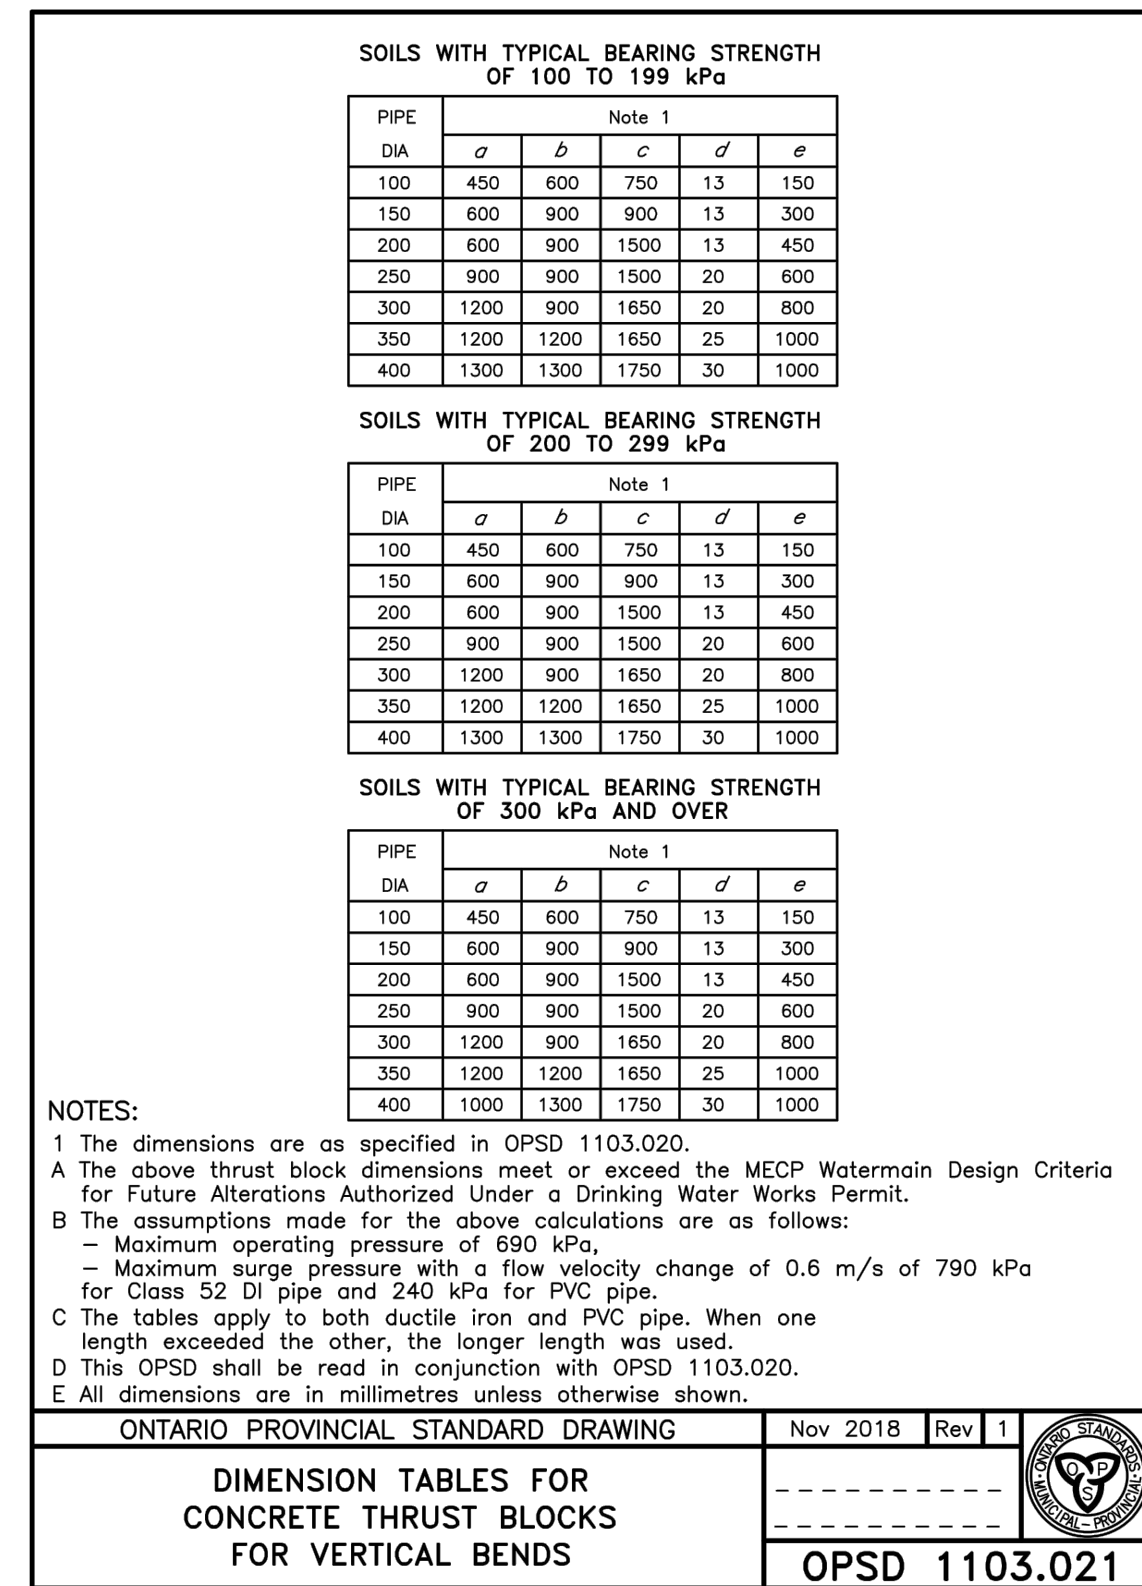 SOILS WITH TYPICAL BEARING STRENGTH
OF 100 TO 199 kPa
PIPE DIA Note 1
a b c d e
100 450 600 750 13 150
150 600 900 900 13 300
200 600 900 1500 13 450
250 900 900 1500 20 600
300 1200 900 1650 20 800
350 1200 1200 1650 25 1000
400 1300 1300 1750 30 1000
SOILS WITH TYPICAL BEARING STRENGTH
OF 200 TO 299 kPa
PIPE DIA Note 1
a b c d e
100 450 600 750 13 150
150 600 900 900 13 300
200 600 900 1500 13 450
250 900 900 1500 20 600
300 1200 900 1650 20 800
350 1200 1200 1650 25 1000
400 1300 1300 1750 30 1000
SOILS WITH TYPICAL BEARING STRENGTH
OF 300 kPa AND OVER
PIPE DIA Note 1
a b c d e
100 450 600 750 13 150
150 600 900 900 13 300
200 600 900 1500 13 450
250 900 900 1500 20 600
300 1200 900 1650 20 800
350 1200 1200 1650 25 1000
400 1000 1300 1750 30 1000
NOTES:
1 The dimensions are as specified in OPSD 1103.020.
A The above thrust block dimensions meet or exceed the MECP Watermain Design Criteria
for Future Alterations Authorized Under a Drinking Water Works Permit.
B The assumptions made for the above calculations are as follows:
– Maximum operating pressure of 690 kPa,
– Maximum surge pressure with a flow velocity change of 0.6 m/s of 790 kPa
for Class 52 DI pipe and 240 kPa for PVC pipe.
C The tables apply to both ductile iron and PVC pipe. When one
length exceeded the other, the longer length was used.
D This OPSD shall be read in conjunction with OPSD 1103.020.
E All dimensions are in millimetres unless otherwise shown.
ONTARIO PROVINCIAL STANDARD DRAWING
Nov 2018 Rev 1
DIMENSION TABLES FOR
CONCRETE THRUST BLOCKS
FOR VERTICAL BENDS
ONTARIO STANDARDS
MUNICIPAL–PROVINCIAL
O P S
OPSD 1103.021